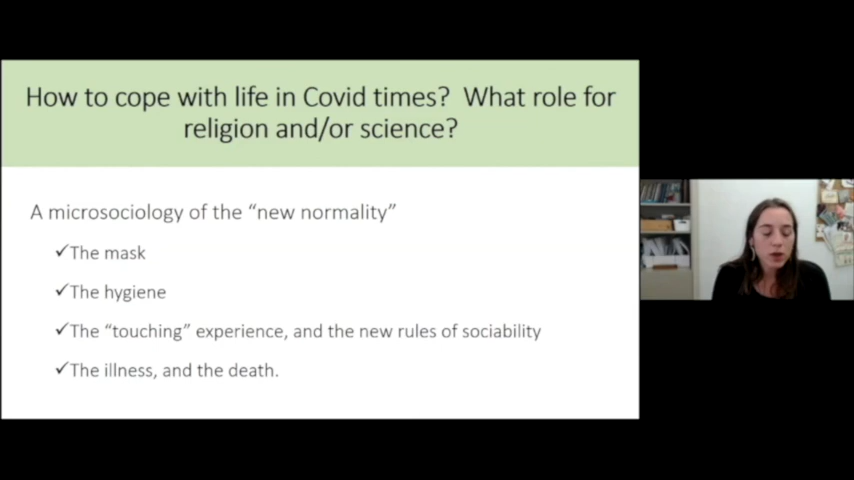 How to cope with life in Covid times?  What role for
religion and/or science?
A microsociology of the “new normality”
✓The mask
✓The hygiene
✓The “touching” experience, and the new rules of sociability
✓The illness, and the death.